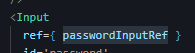 />
<Input
ref={ passwordInputRef }
id='password'